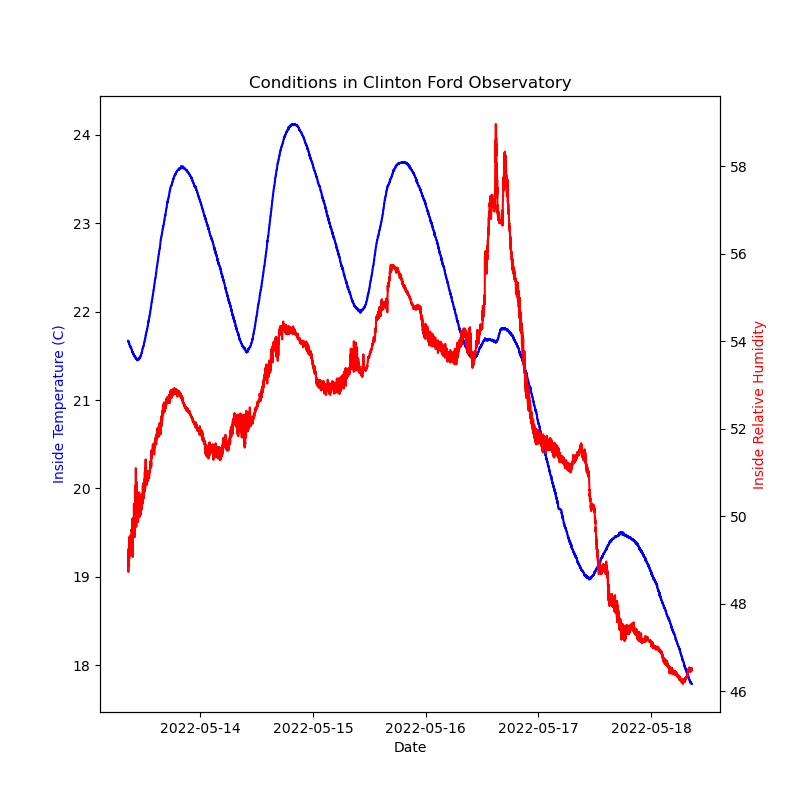 Conditions in Clinton Ford Observatory
24
23
22
21
20
19
18
Inside Temperature (C)
58
56
54
52
50
48
46
Inside Relative Humidity
2022-05-14 2022-05-15 2022-05-16 2022-05-17 2022-05-18
Date